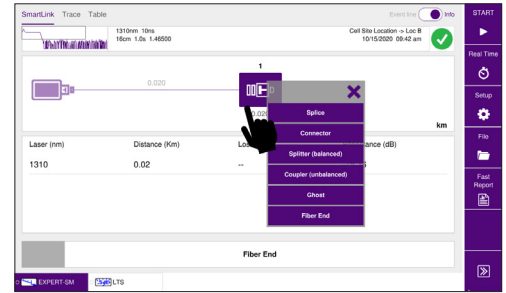 SmartLink Trace Table
Event line Info
START
1310nm 10ns
16cm 1.0s 1.46500
Cell Site Location -> Loc B
10/15/2020 09:42 am
Real Time
1
0.020
Setup
km
Splice
Connector
Splitter (balanced)
Coupler (unbalanced)
Ghost
Fiber End
File
Laser (nm) Distance (Km) (dB)
1310 0.02 --
Fast
Report
Fiber End
EXPERT-SM LTS